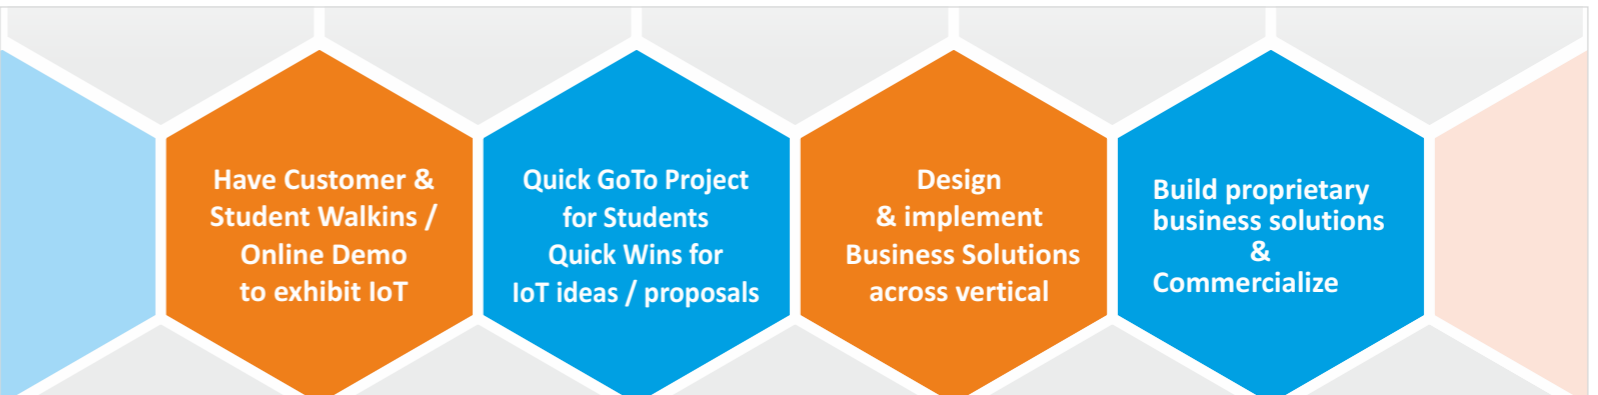 Have Customer &
Student Walkins /
Online Demo
to exhibit IoT
Quick GoTo Project
for Students
Quick Wins for
IoT ideas / proposals
Design
& implement
Business Solutions
across vertical
Build proprietary
business solutions
&
Commercialize